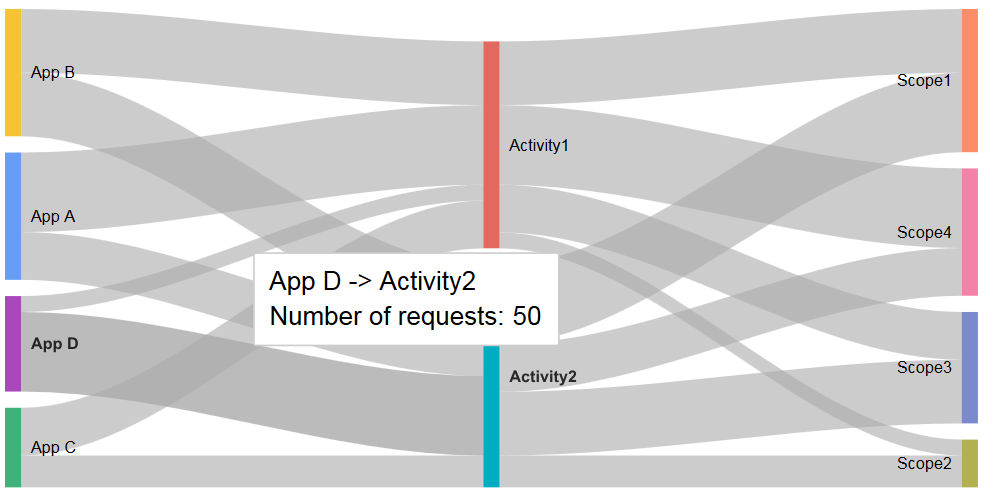 App B
App A
App D
App C
Activity1
App D -> Activity2
Number of requests: 50
Activity2
Scope1
Scope4
Scope3
Scope2